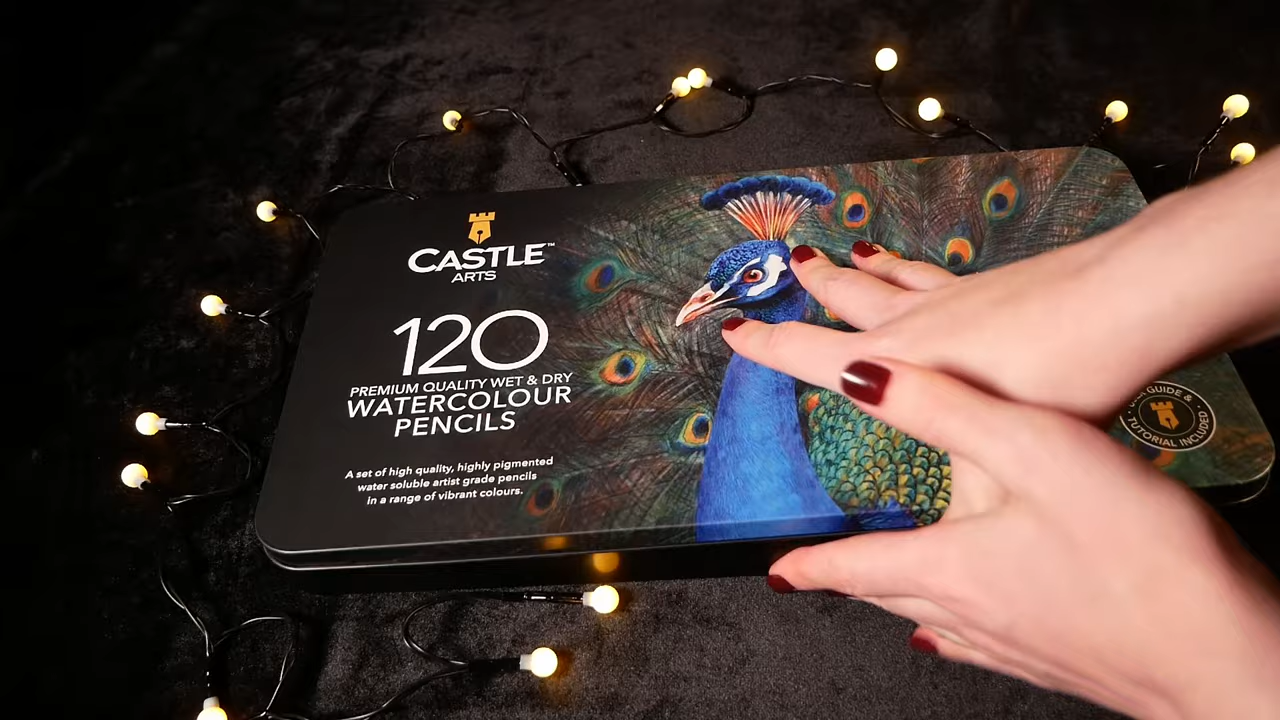 CASTLE™
ARTS
120
PREMIUM QUALITY WET & DRY
WATERCOLOUR
PENCILS
A set of high quality, highly pigmented
water soluble artist grade pencils
in a range of vibrant colours.
GUIDE &
TUTORIAL INCLUDED